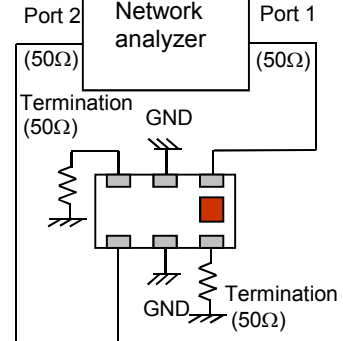 Port 2
Network
analyzer
Port 1
(50Ω)
(50Ω)
Termination
(50Ω)
GND
GND
Termination
(50Ω)